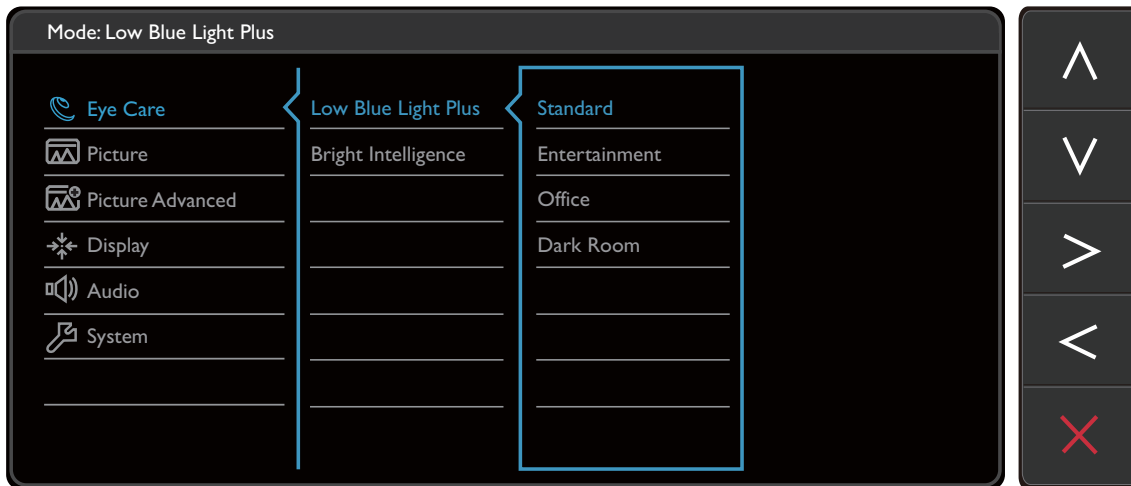 Mode: Low Blue Light Plus
Eye Care
Low Blue Light Plus
Standard
Picture
Bright Intelligence
Entertainment
Picture Advanced
Office
Display
Dark Room
Audio
System